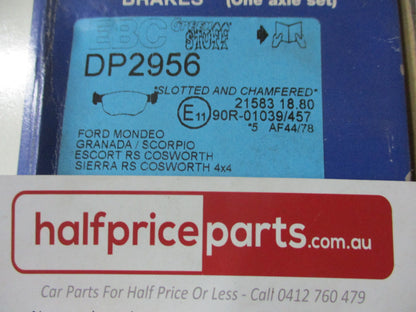 BRAKES (One axle set)
EBC
DP2956
"SLOTTED AND CHAMFERED"
21583 18.80
E11 90R-01039/457
"5 AF44/78
FORD MONDEO
GRANADA / SCORPIO
ESCORT RS COSWORTH
SIERRA RS COSWORTH 4x4
halfpriceparts.com.au
Car Parts For Half Price Or Less - Call 0412 760 479